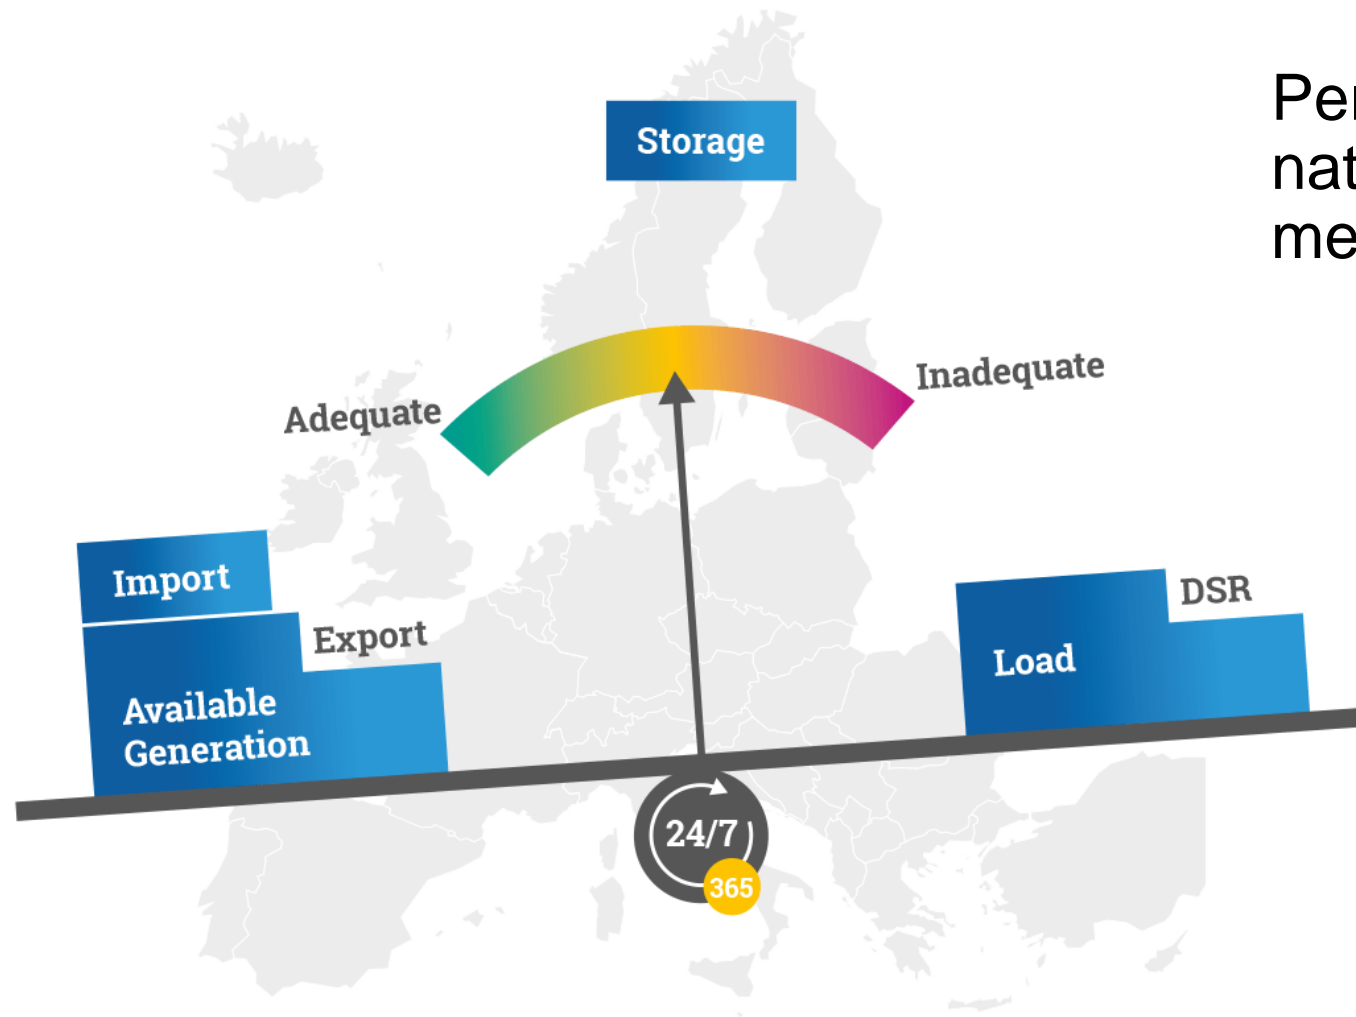 Storage
Adequate
Inadequate
Import
Export
Available
Generation
Load
DSR
24/7
365